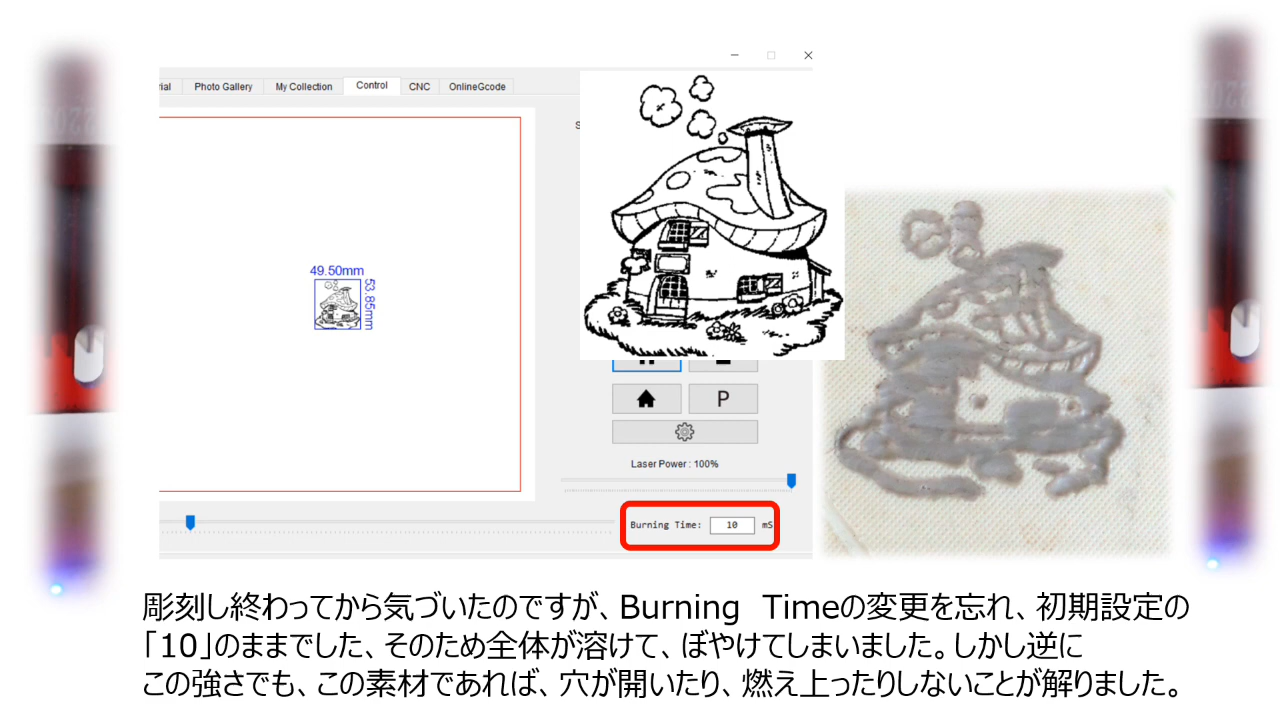 rial Photo Gallery My Collection Control CNC OnlineGcode
S
49.50mm
53.85mm
P
Laser Power : 100%
Burning Time: 10 mS
彫刻し終わってから気づいたのですが、Burning Timeの変更を忘れ、初期設定の
「10」のままでした、そのため全体が溶けて、ぼやけてしまいました。しかし逆に
この強さでも、この素材であれば、穴が開いたり、燃え上ったりしないことが解りました。